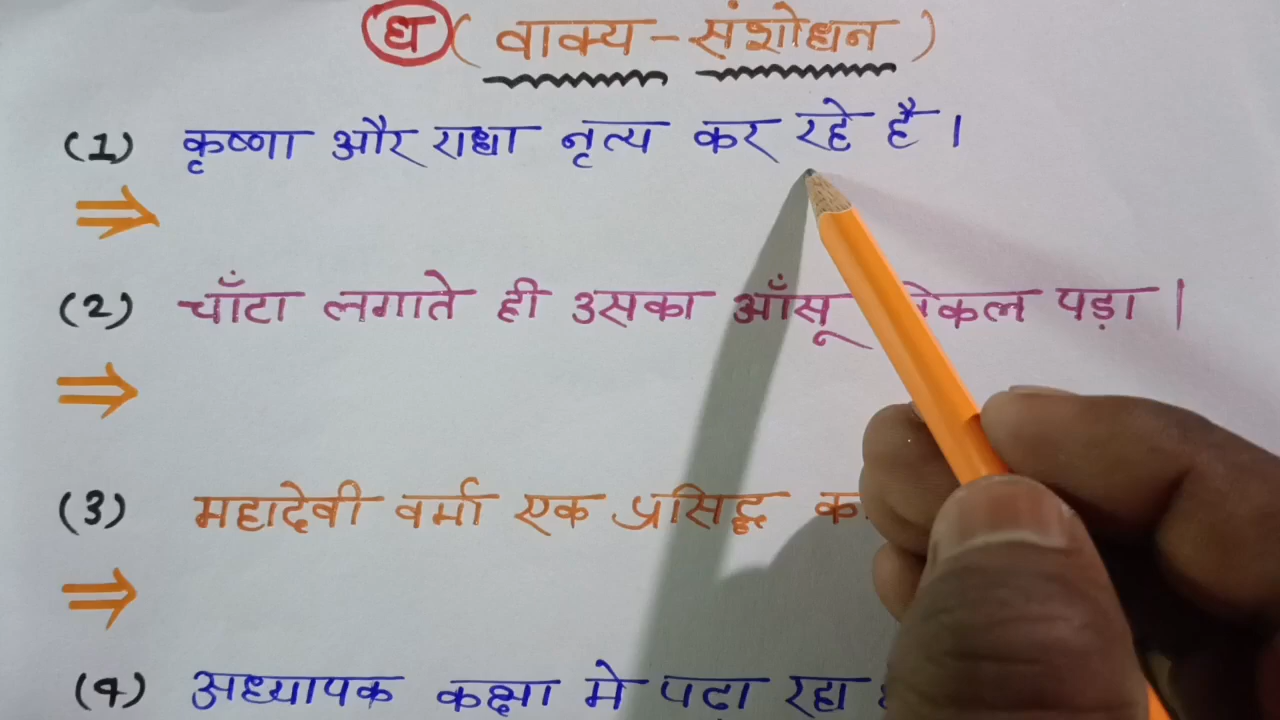 घ ( वाक्य - संशोधन )
(1) कृष्णा और राधा नृत्य कर रहे है ।
⇒
(2) चाँटा लगाते ही उसका आँसू पड़ा |
⇒
(3) महादेवी वर्मा एक प्रसिद्ध
⇒
(4) अध्यापक कक्षा मे पढ़ा रहा